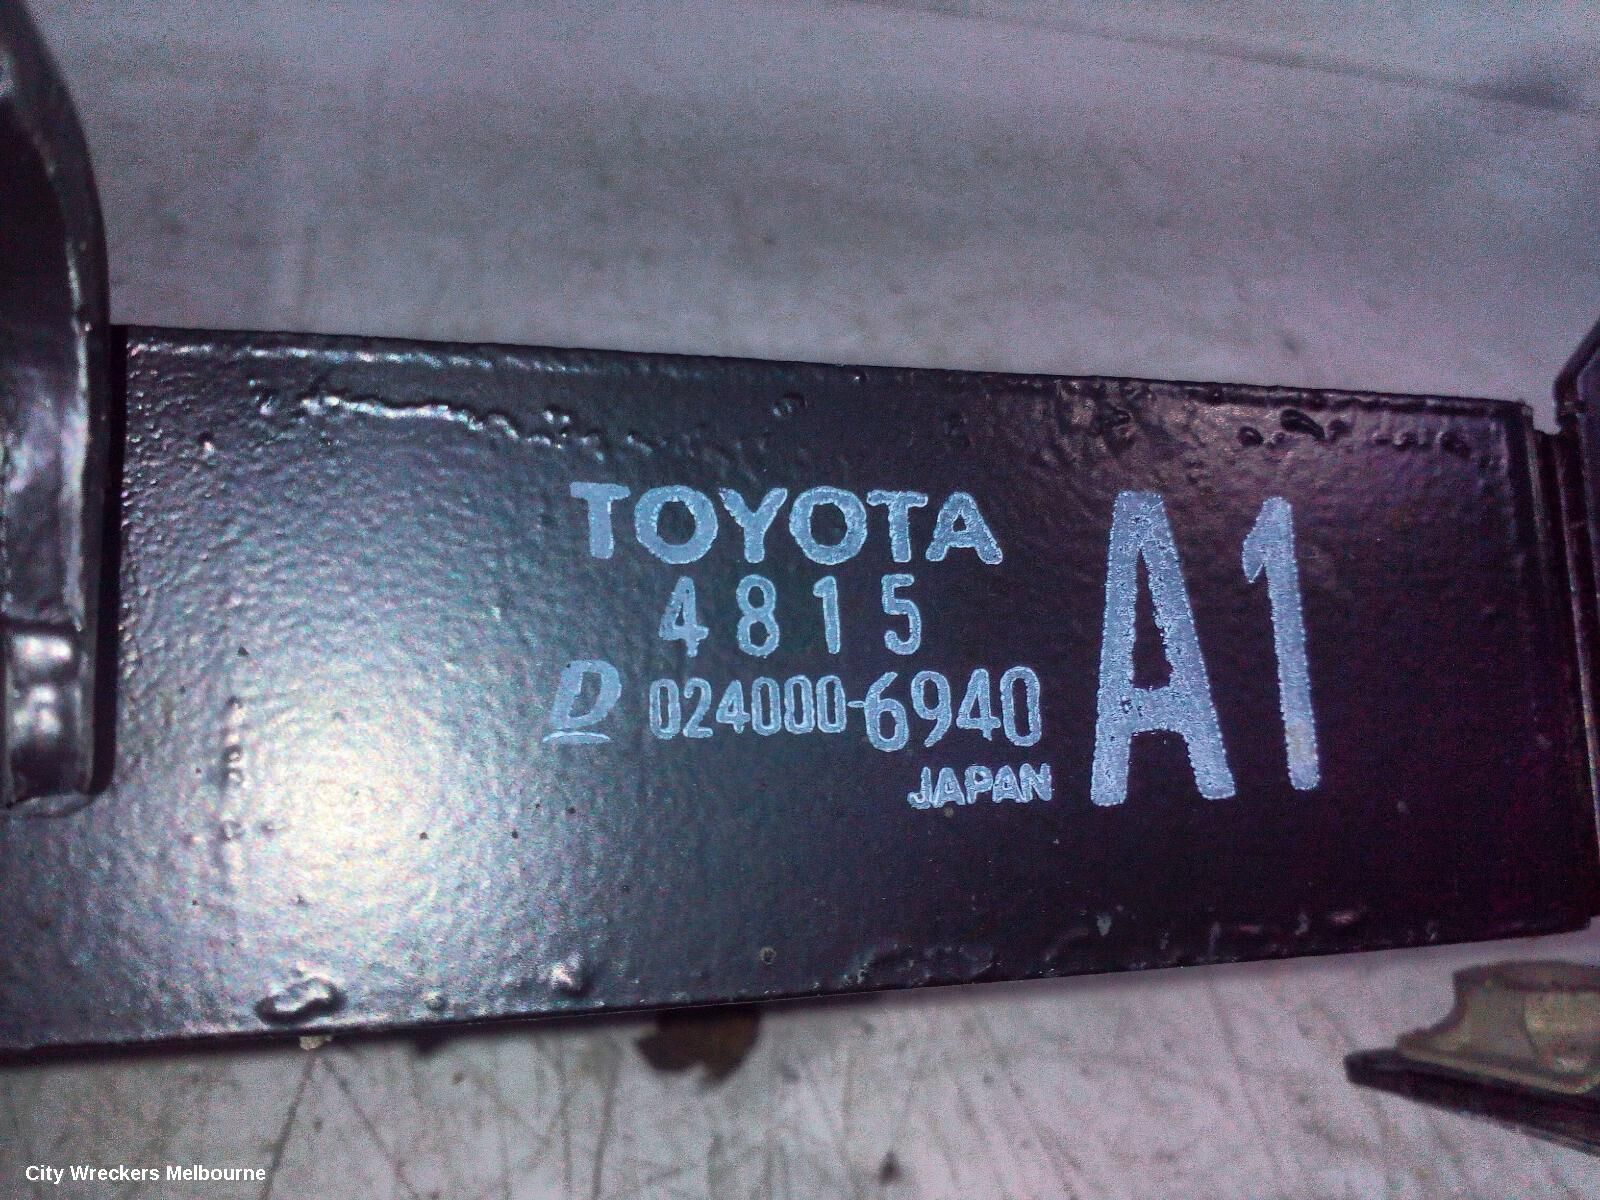 TOYOTA
4815
D 024000-6940
JAPAN
A1
City Wreckers Melbourne